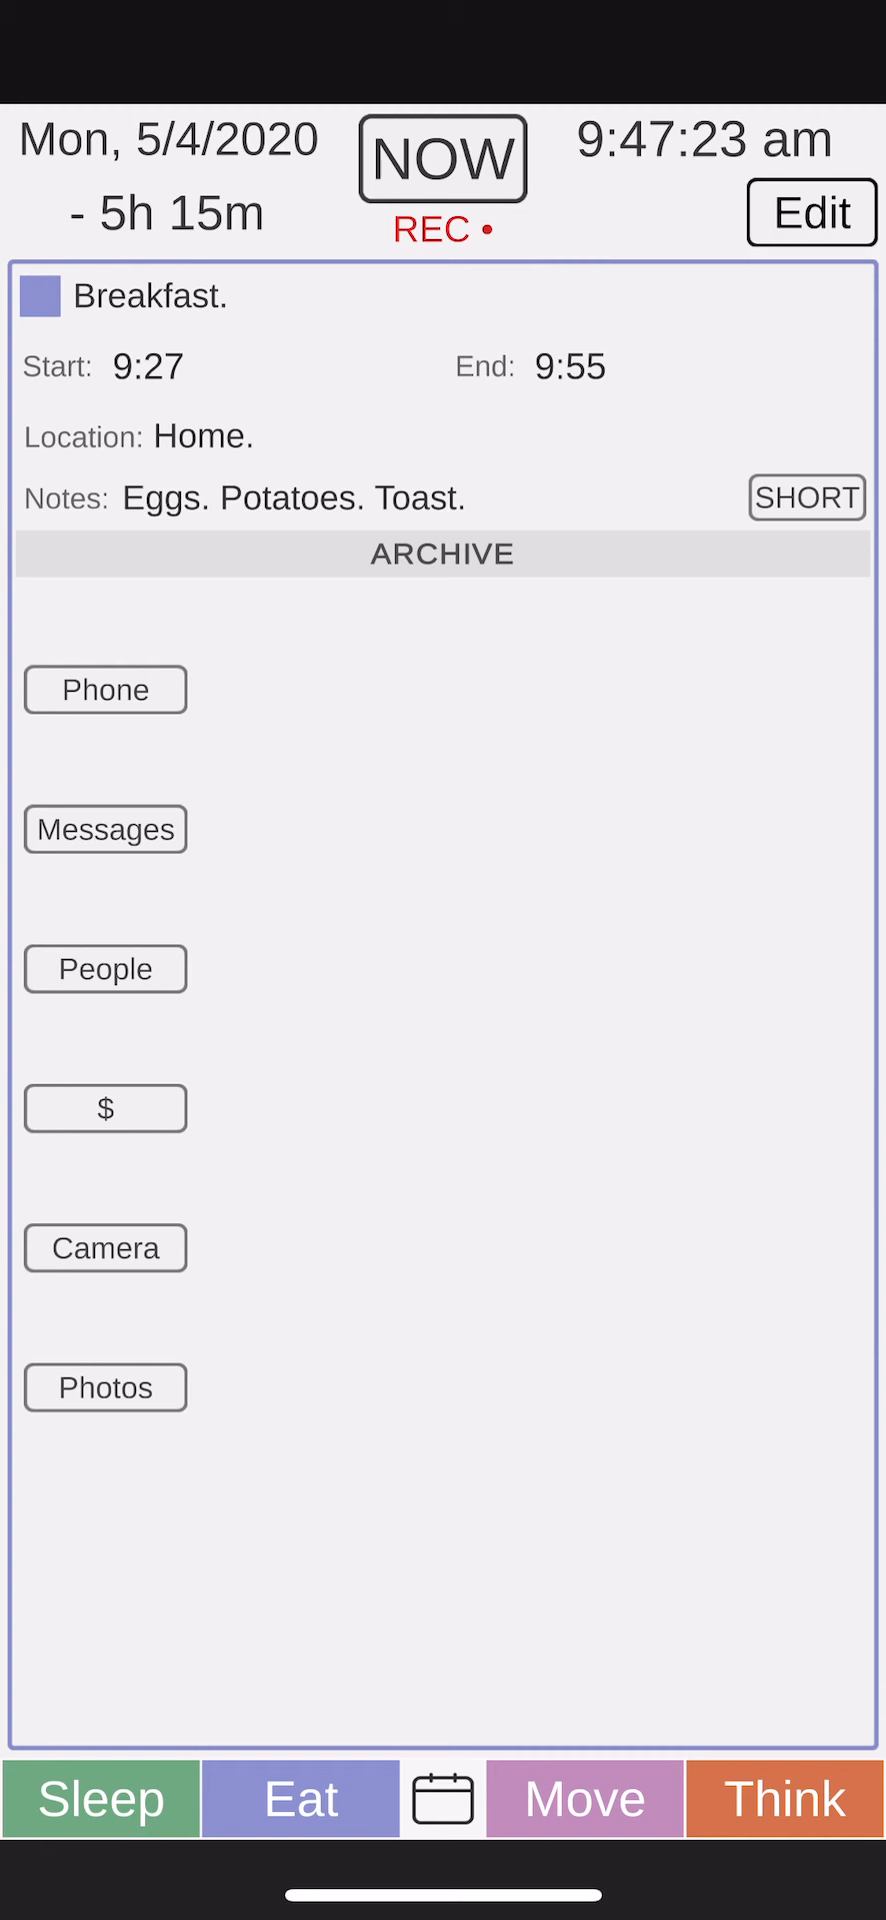 Mon, 5/4/2020 NOW 9:47:23 am
- 5h 15m REC • Edit
Breakfast.
Start: 9:27 End: 9:55
Location: Home.
Notes: Eggs. Potatoes. Toast. SHORT
ARCHIVE
Phone
Messages
People
$
Camera
Photos
Sleep Eat Move Think